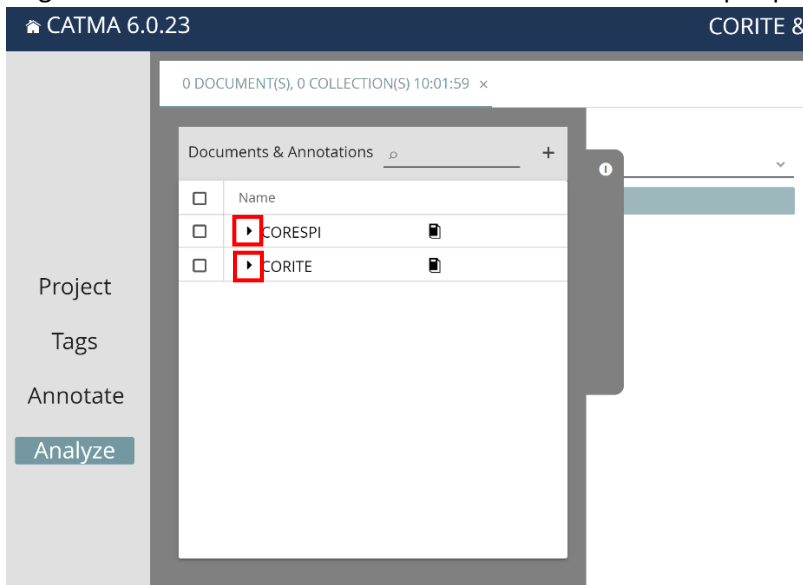 CATMA 6.0.23
CORITE &
0 DOCUMENT(S), 0 COLLECTION(S) 10:01:59 ×
Documents & Annotations
Name
CORESPI
CORITE
Project
Tags
Annotate
Analyze